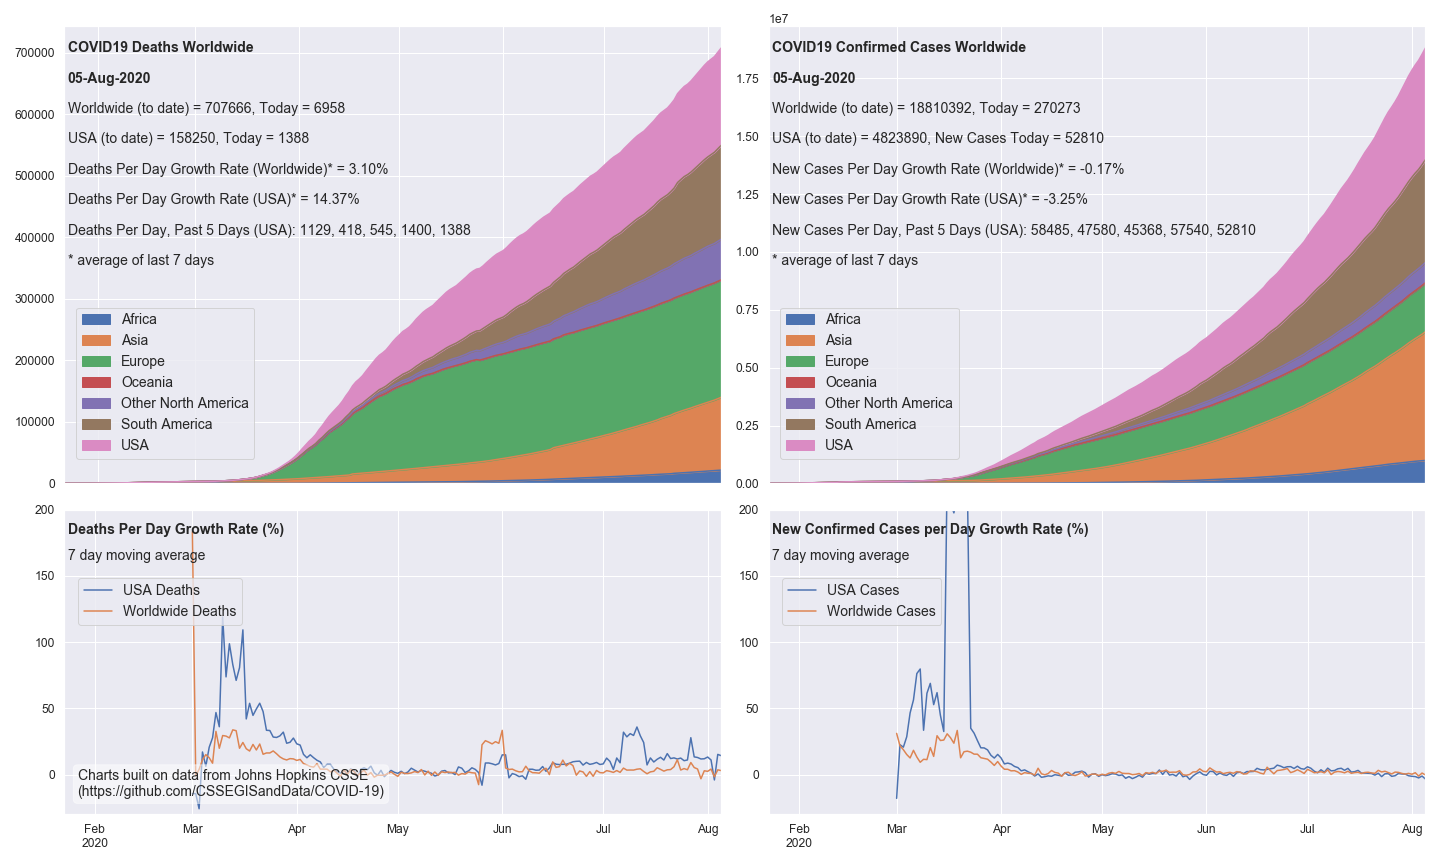 COVID19 Deaths Worldwide
05-Aug-2020
Worldwide (to date) = 707666, Today = 6958
USA (to date) = 158250, Today = 1388
Deaths Per Day Growth Rate (Worldwide)* = 3.10%
Deaths Per Day Growth Rate (USA)* = 14.37%
Deaths Per Day, Past 5 Days (USA): 1129, 418, 545, 1400, 1388
* average of last 7 days
700000
600000
500000
400000
300000
200000
100000
0
Africa
Asia
Europe
Oceania
Other North America
South America
USA
1e7
COVID19 Confirmed Cases Worldwide
05-Aug-2020
Worldwide (to date) = 18810392, Today = 270273
USA (to date) = 4823890, New Cases Today = 52810
New Cases Per Day Growth Rate (Worldwide)* = -0.17%
New Cases Per Day Growth Rate (USA)* = -3.25%
New Cases Per Day, Past 5 Days (USA): 58485, 47580, 45368, 57540, 52810
* average of last 7 days
1.75
1.50
1.25
1.00
0.75
0.50
0.25
0.00
Africa
Asia
Europe
Oceania
Other North America
South America
USA
Deaths Per Day Growth Rate (%)
7 day moving average
USA Deaths
Worldwide Deaths
200
150
100
50
0
Charts built on data from Johns Hopkins CSSE
(https://github.com/CSSEGISandData/COVID-19)
Feb Mar Apr May Jun Jul Aug
2020
New Confirmed Cases per Day Growth Rate (%)
7 day moving average
USA Cases
Worldwide Cases
200
150
100
50
0
Feb Mar Apr May Jun Jul Aug
2020